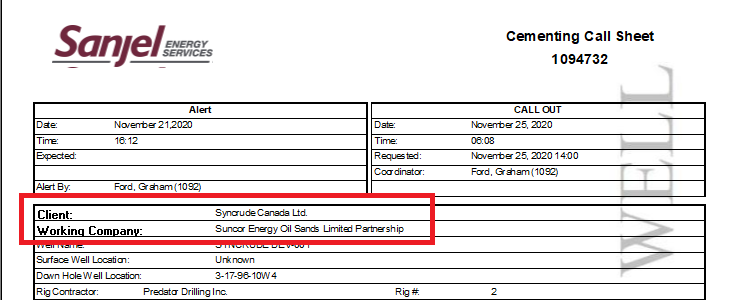 Sanjel ENERGY
SERVICES
Cementing Call Sheet
1094732
Alert
CALL OUT
Date: November 21,2020
Date: November 25, 2020
Time: 16:12
Time: 06:08
Expected:
Requested: November 25, 2020 14:00
Coordinator: Ford, Graham (1092)
Alert By: Ford, Graham (1092)
Client: Syncrude Canada Ltd.
Working Company: Suncor Energy Oil Sands Limited Partnership
Well Name:
Surface Well Location: Unknown
Down Hole Well Location: 3-17-96-10W4
Rig Contractor: Predator Drilling Inc. Rig #: 2
WELL